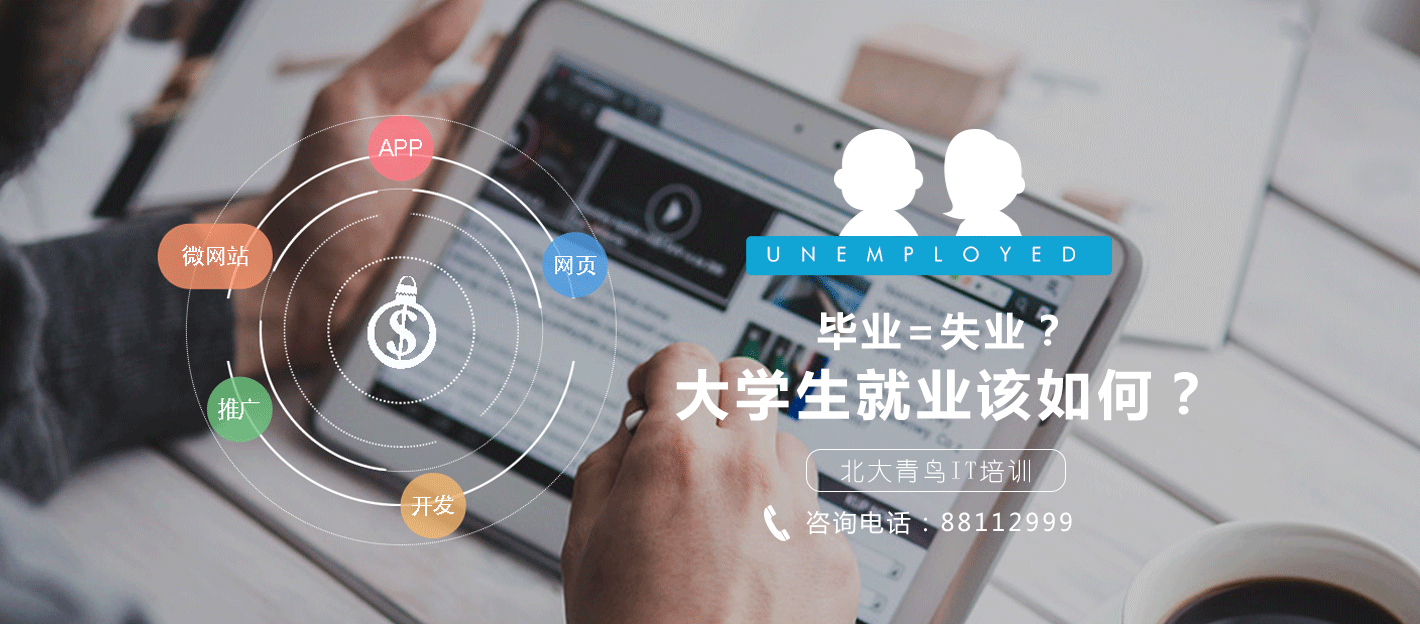 APP
微网站
网页
推广
开发
$
UNEMPLOYED
毕业=失业？
大学生就业该如何？
北大青鸟IT培训
咨询电话：88112999